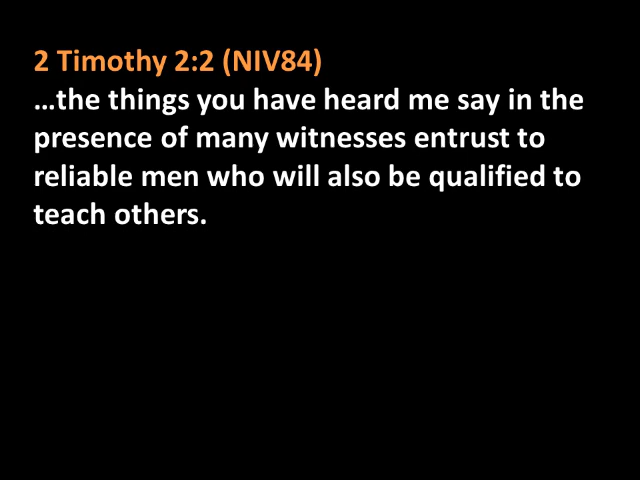 2 Timothy 2:2 (NIV84)
…the things you have heard me say in the
presence of many witnesses entrust to
reliable men who will also be qualified to
teach others.